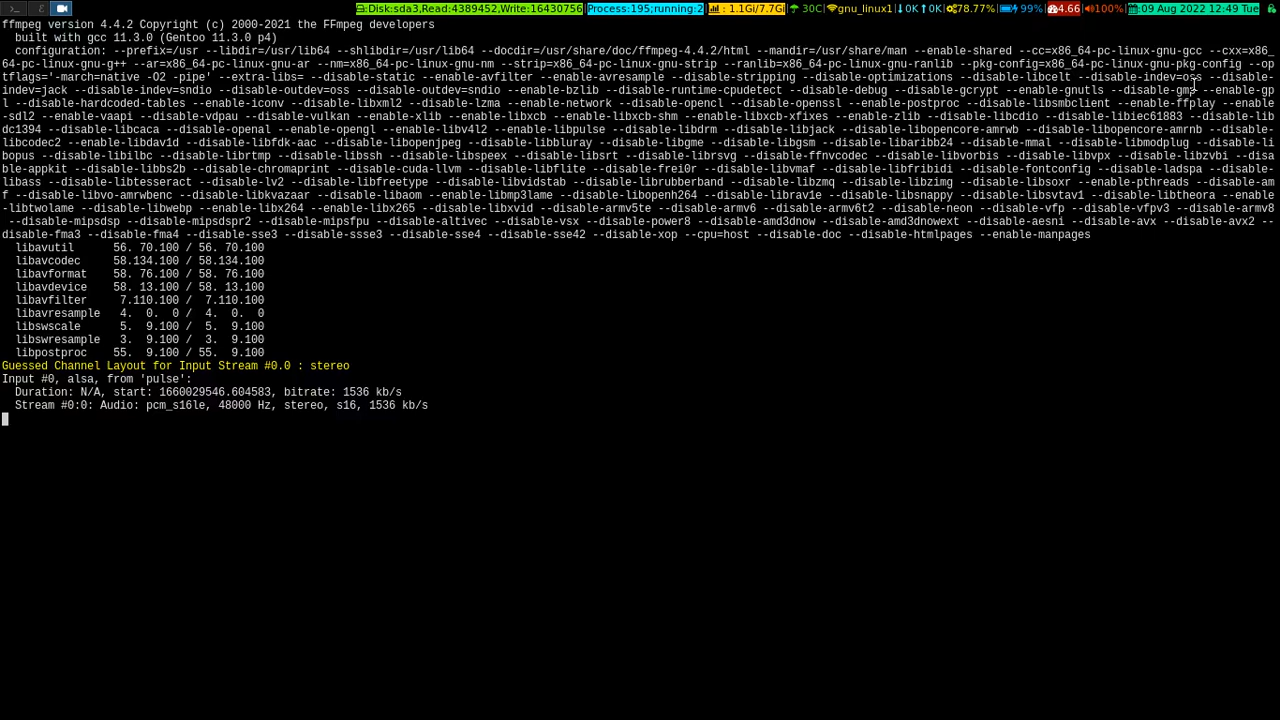 Disk:sda3,Read:4389452,Write:16430756 Process:195;running:2 : 1.1Gi/7.7Gi 30C gnu_linux1 0K 0K 78.77% 99% 4.66 100% :09 Aug 2022 12:49 Tue
ffmpeg version 4.4.2 Copyright (c) 2000-2021 the FFmpeg developers
  built with gcc 11.3.0 (Gentoo 11.3.0 p4)
  configuration: --prefix=/usr --libdir=/usr/lib64 --shlibdir=/usr/lib64 --docdir=/usr/share/doc/ffmpeg-4.4.2/html --mandir=/usr/share/man --enable-shared --cc=x86_64-pc-linux-gnu-gcc --cxx=x86_
64-pc-linux-gnu-g++ --ar=x86_64-pc-linux-gnu-ar --nm=x86_64-pc-linux-gnu-nm --strip=x86_64-pc-linux-gnu-strip --ranlib=x86_64-pc-linux-gnu-ranlib --pkg-config=x86_64-pc-linux-gnu-pkg-config --op
tflags='-march=native -O2 -pipe' --extra-libs= --disable-static --enable-avfilter --enable-avresample --disable-stripping --disable-optimizations --disable-libcelt --disable-indev=oss --disable-
indev=jack --disable-indev=sndio --disable-outdev=oss --disable-outdev=sndio --enable-bzlib --disable-runtime-cpudetect --disable-debug --disable-gcrypt --enable-gnutls --disable-gmp --enable-gp
l --disable-hardcoded-tables --enable-iconv --disable-libxml2 --disable-lzma --enable-network --disable-opencl --disable-openssl --enable-postproc --disable-libsmbclient --enable-ffplay --enable
-sdl2 --enable-vaapi --disable-vdpau --disable-vulkan --enable-xlib --enable-libxcb --enable-libxcb-shm --enable-libxcb-xfixes --enable-zlib --disable-libcdio --disable-libiec61883 --disable-lib
dc1394 --disable-libcaca --disable-openal --enable-opengl --enable-libv4l2 --enable-libpulse --disable-libdrm --disable-libjack --disable-libopencore-amrwb --disable-libopencore-amrnb --disable-
libcodec2 --enable-libdav1d --disable-libfdk-aac --disable-libopenjpeg --disable-libbluray --disable-libgme --disable-libgsm --disable-libaribb24 --disable-mmal --disable-libmodplug --disable-li
bopus --disable-libilbc --disable-librtmp --disable-libssh --disable-libspeex --disable-libsrt --disable-librsvg --disable-ffnvcodec --disable-libvorbis --disable-libvpx --disable-libzvbi --disa
ble-appkit --disable-libbs2b --disable-chromaprint --disable-cuda-llvm --disable-libflite --disable-frei0r --disable-libvmaf --disable-libfribidi --disable-fontconfig --disable-ladspa --disable-
libass --disable-libtesseract --disable-lv2 --disable-libfreetype --disable-libvidstab --disable-librubberband --disable-libzmq --disable-libzimg --disable-libsoxr --enable-pthreads --disable-am
f --disable-libvo-amrwbenc --disable-libkvazaar --disable-libaom --enable-libmp3lame --disable-libopenh264 --disable-librav1e --disable-libsnappy --disable-libsvtav1 --disable-libtheora --enable
-libtwolame --disable-libwebp --enable-libx264 --enable-libx265 --disable-libxvid --disable-armv5te --disable-armv6 --disable-armv6t2 --disable-neon --disable-vfp --disable-vfpv3 --disable-armv8
 --disable-mipsdsp --disable-mipsdspr2 --disable-mipsfpu --disable-altivec --disable-vsx --disable-power8 --disable-amd3dnow --disable-amd3dnowext --disable-aesni --disable-avx --disable-avx2 --
disable-fma3 --disable-fma4 --disable-sse3 --disable-ssse3 --disable-sse4 --disable-sse42 --disable-xop --cpu=host --disable-doc --disable-htmlpages --enable-manpages
  libavutil      56. 70.100 / 56. 70.100
  libavcodec     58.134.100 / 58.134.100
  libavformat    58. 76.100 / 58. 76.100
  libavdevice    58. 13.100 / 58. 13.100
  libavfilter     7.110.100 /  7.110.100
  libavresample   4.  0.  0 /  4.  0.  0
  libswscale      5.  9.100 /  5.  9.100
  libswresample   3.  9.100 /  3.  9.100
  libpostproc    55.  9.100 / 55.  9.100
Guessed Channel Layout for Input Stream #0.0 : stereo
Input #0, alsa, from 'pulse':
  Duration: N/A, start: 1660029546.604583, bitrate: 1536 kb/s
  Stream #0:0: Audio: pcm_s16le, 48000 Hz, stereo, s16, 1536 kb/s